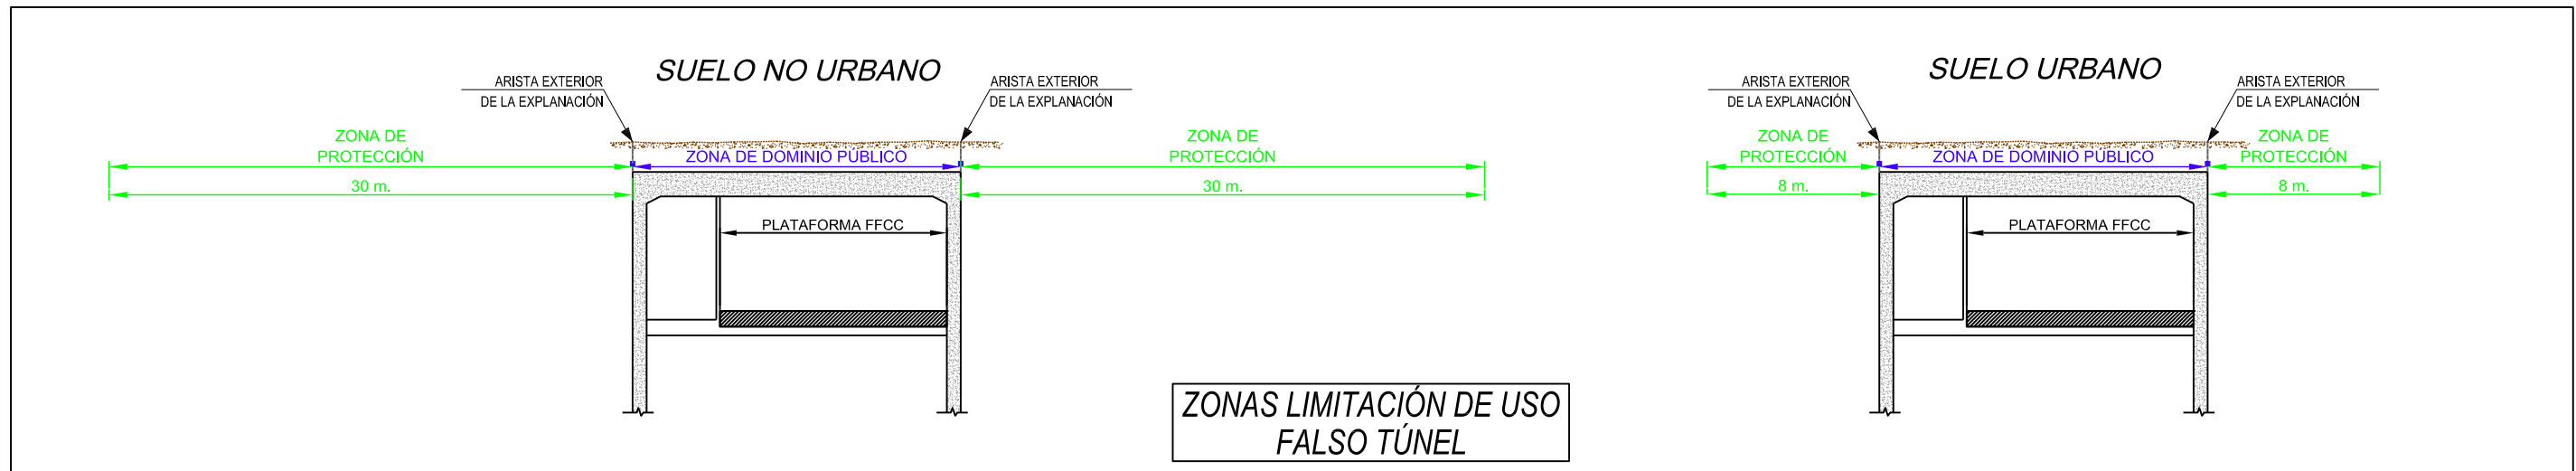 SUELO NO URBANO
ARISTA EXTERIOR
DE LA EXPLANACIÓN
ARISTA EXTERIOR
DE LA EXPLANACIÓN
ZONA DE
PROTECCIÓN
30 m.
ZONA DE DOMINIO PÚBLICO
ZONA DE
PROTECCIÓN
30 m.
PLATAFORMA FFCC
SUELO URBANO
ARISTA EXTERIOR
DE LA EXPLANACIÓN
ARISTA EXTERIOR
DE LA EXPLANACIÓN
ZONA DE
PROTECCIÓN
8 m.
ZONA DE DOMINIO PÚBLICO
ZONA DE
PROTECCIÓN
8 m.
PLATAFORMA FFCC
ZONAS LIMITACIÓN DE USO
FALSO TÚNEL